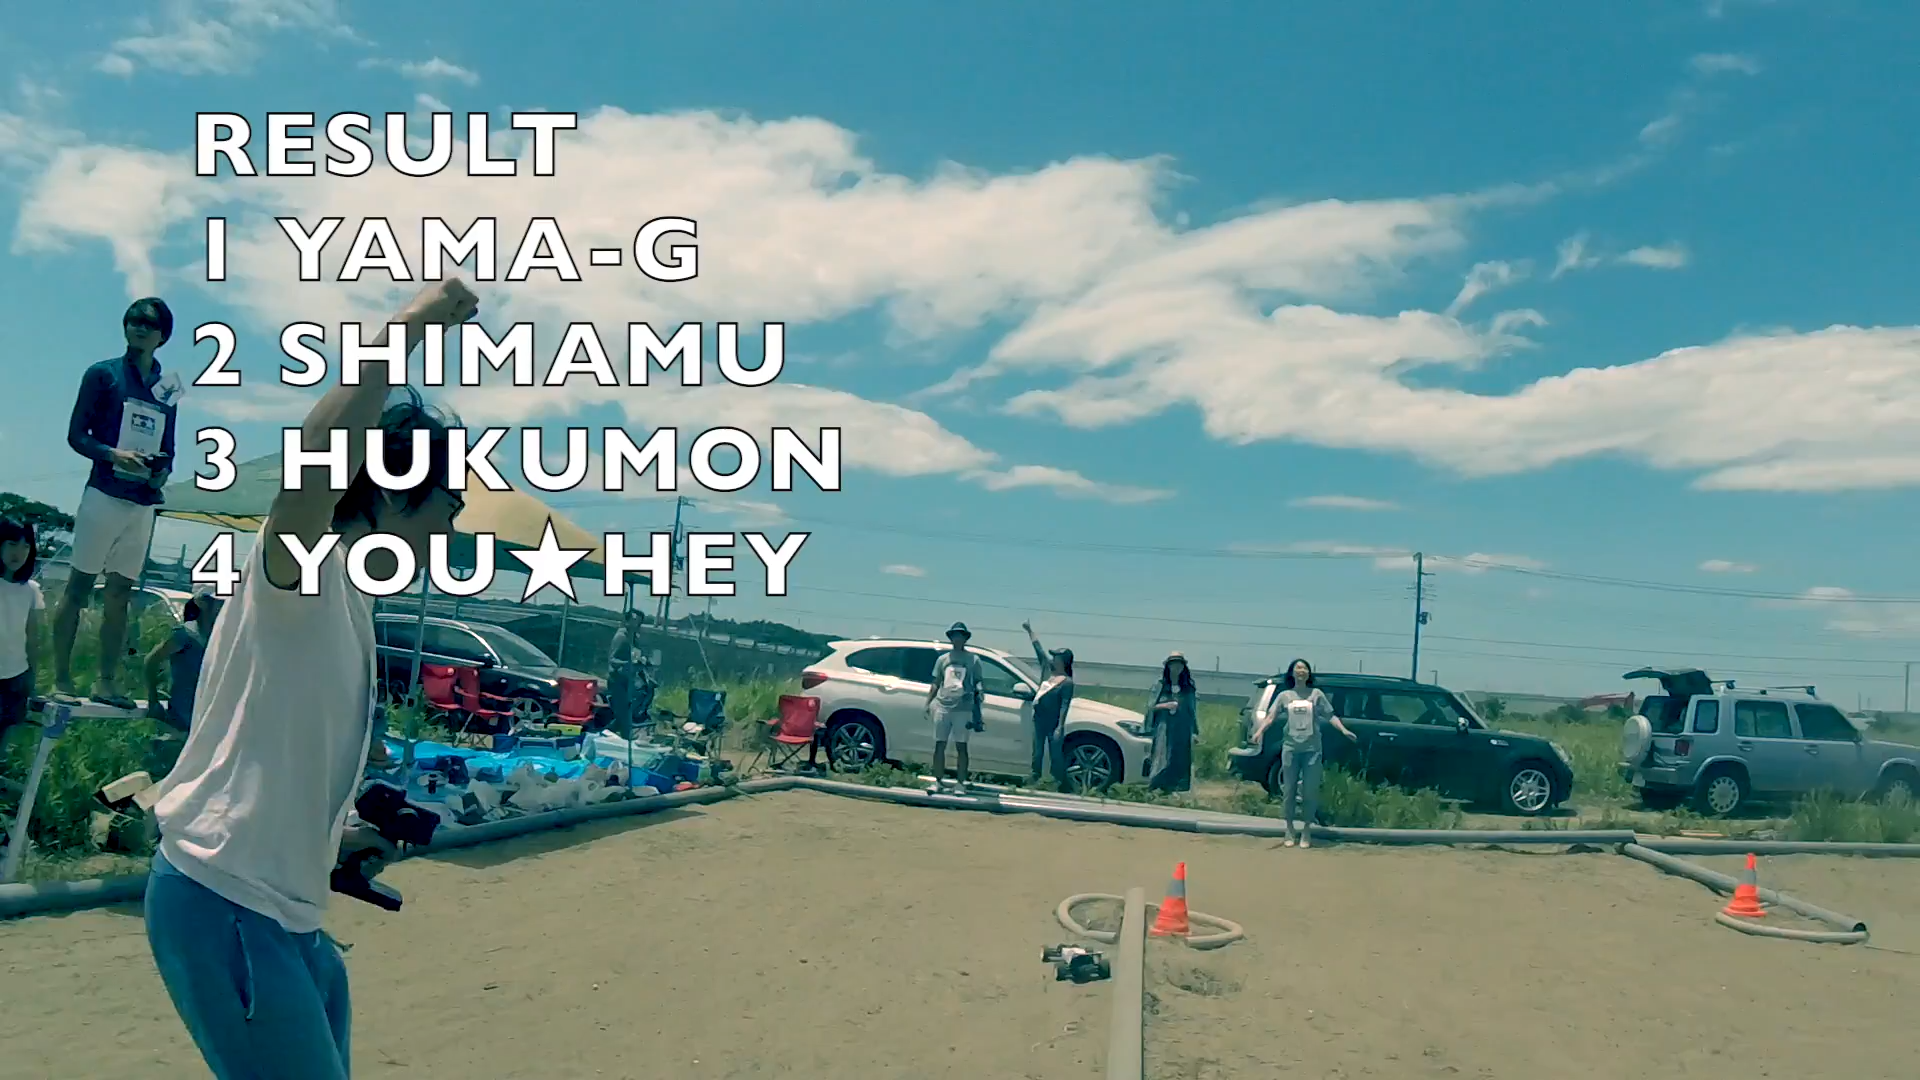 RESULT
1 YAMA-G
2 SHIMAMU
3 HUKUMON
4 YOU★HEY